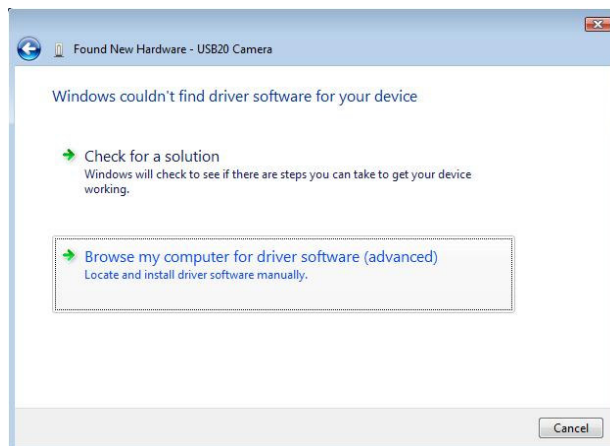 Found New Hardware - USB20 Camera
Windows couldn't find driver software for your device
Check for a solution
Windows will check to see if there are steps you can take to get your device
working.
Browse my computer for driver software (advanced)
Locate and install driver software manually.
Cancel